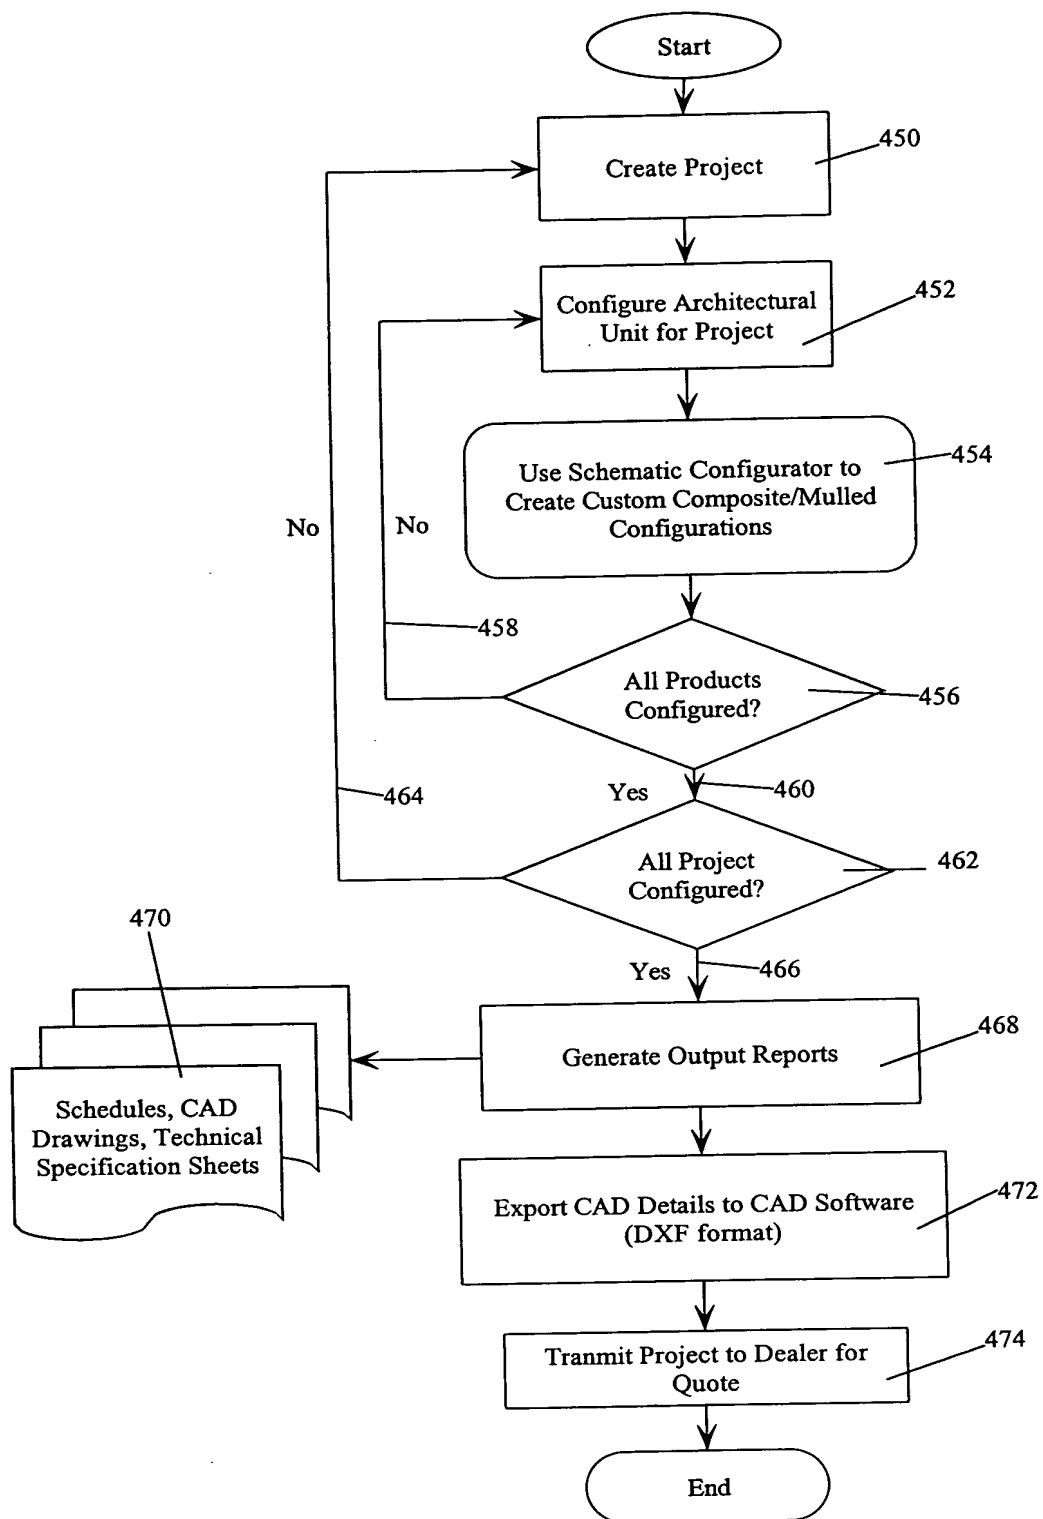 Start
450
Create Project
452
Configure Architectural
Unit for Project
454
Use Schematic Configurator to
Create Custom Composite/Mulled
Configurations
No
No
458
All Products
Configured?
456
464
Yes
460
All Project
Configured?
462
470
Yes
466
468
Generate Output Reports
Schedules, CAD
Drawings, Technical
Specification Sheets
472
Export CAD Details to CAD Software
(DXF format)
474
Tranmit Project to Dealer for
Quote
End